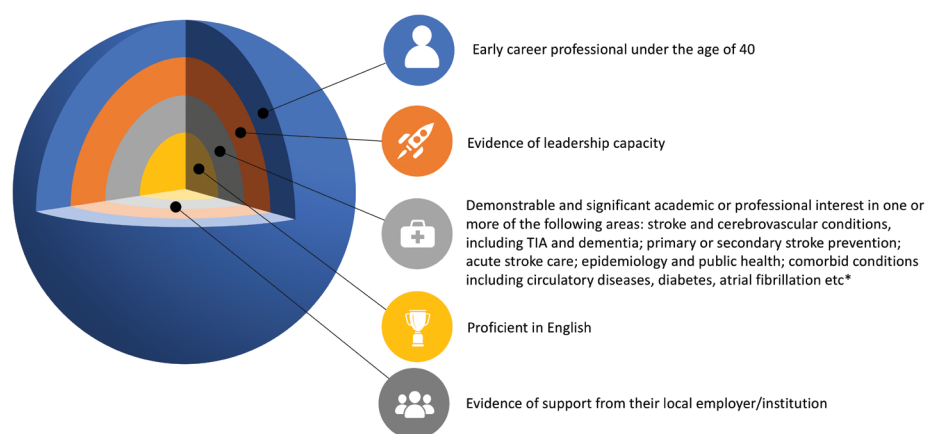 Early career professional under the age of 40
Evidence of leadership capacity
Demonstrable and significant academic or professional interest in one or
more of the following areas: stroke and cerebrovascular conditions,
including TIA and dementia; primary or secondary stroke prevention;
acute stroke care; epidemiology and public health; comorbid conditions
including circulatory diseases, diabetes, atrial fibrillation etc*
Proficient in English
Evidence of support from their local employer/institution